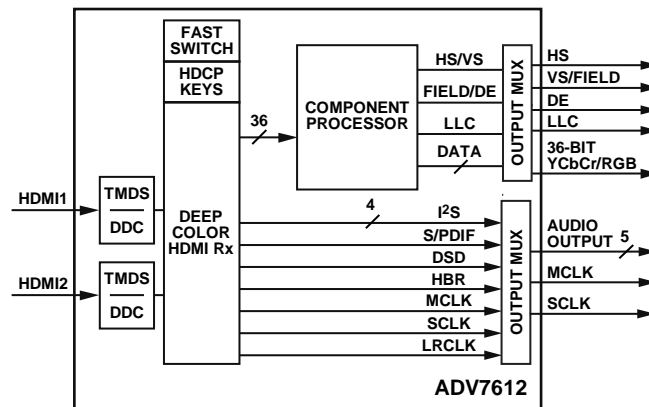 FAST
SWITCH
HDCP
KEYS
DEEP
COLOR
HDMI Rx
HDMI1
TMDS
DDC
HDMI2
TMDS
DDC
36
COMPONENT
PROCESSOR
HS/VS
FIELD/DE
LLC
DATA
OUTPUT MUX
HS
VS/FIELD
DE
LLC
36-BIT
YCbCr/RGB
4
I²S
S/PDIF
DSD
HBR
MCLK
SCLK
LRCLK
OUTPUT MUX
AUDIO
OUTPUT 5
MCLK
SCLK
ADV7612